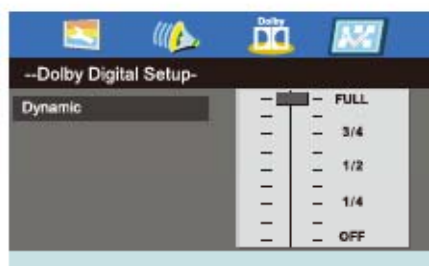 Dolby
--Dolby Digital Setup-
Dynamic
FULL
3/4
1/2
1/4
OFF